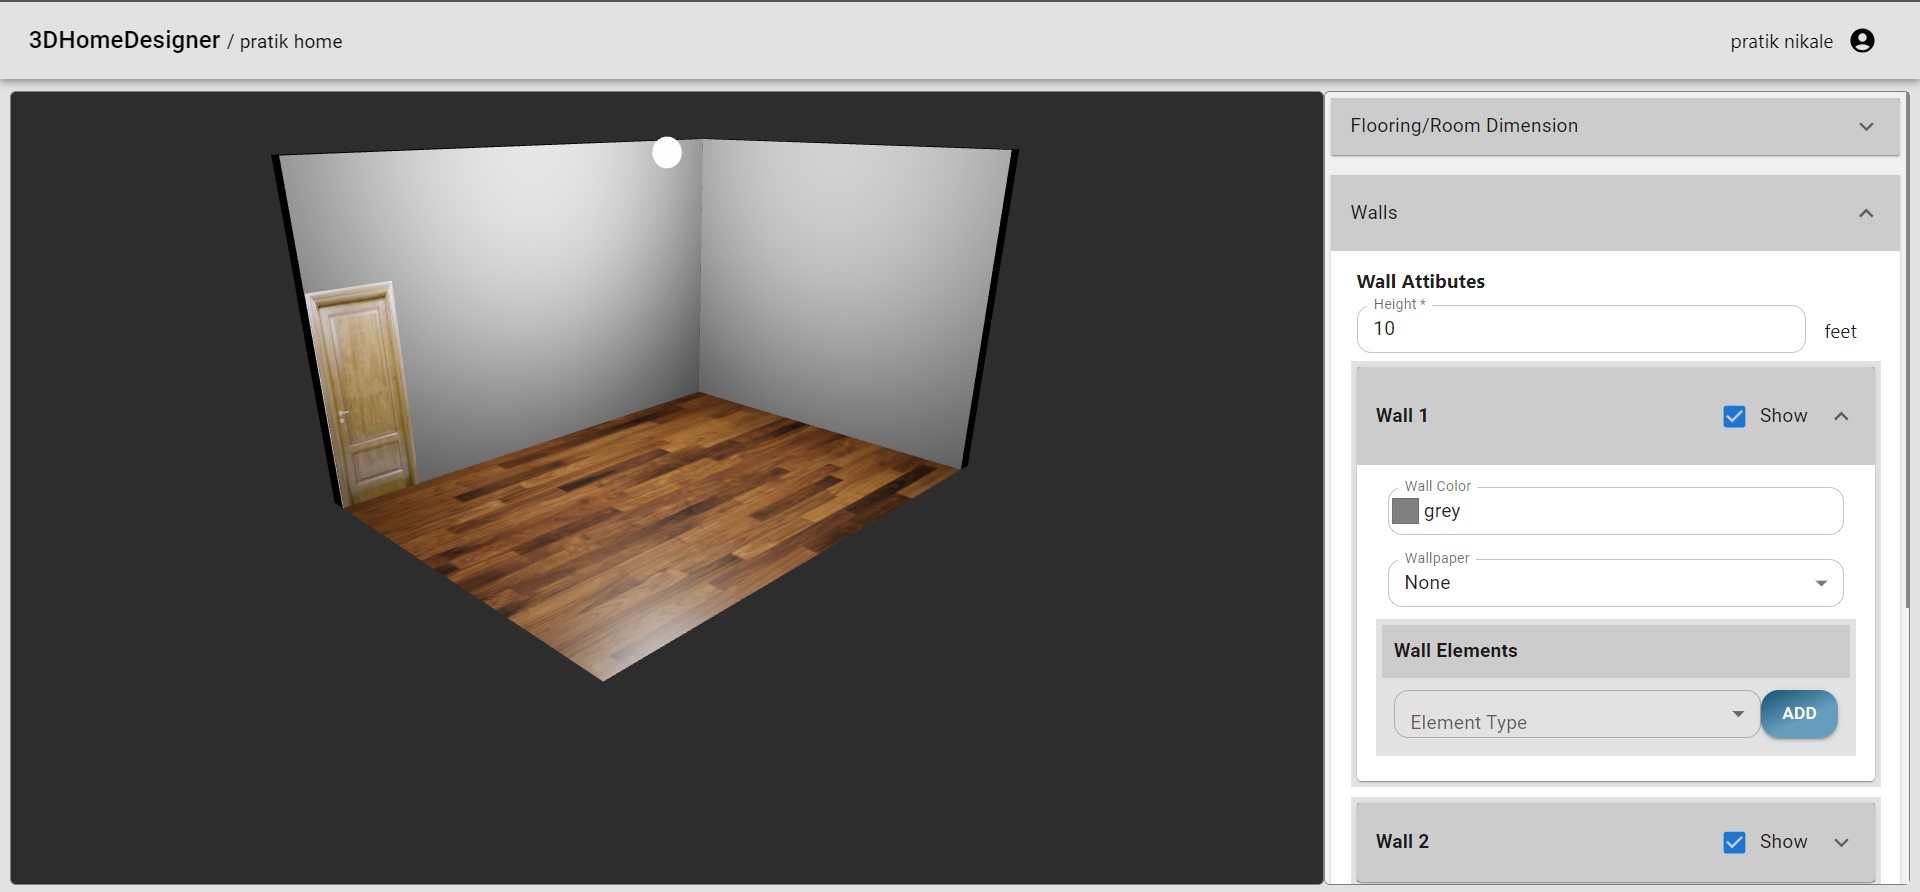 3DHomeDesigner / pratik home
pratik nikale
Flooring/Room Dimension
Walls
Wall Attibutes
Height *
10
feet
Wall 1
Show
Wall Color
grey
Wallpaper
None
Wall Elements
Element Type
ADD
Wall 2
Show